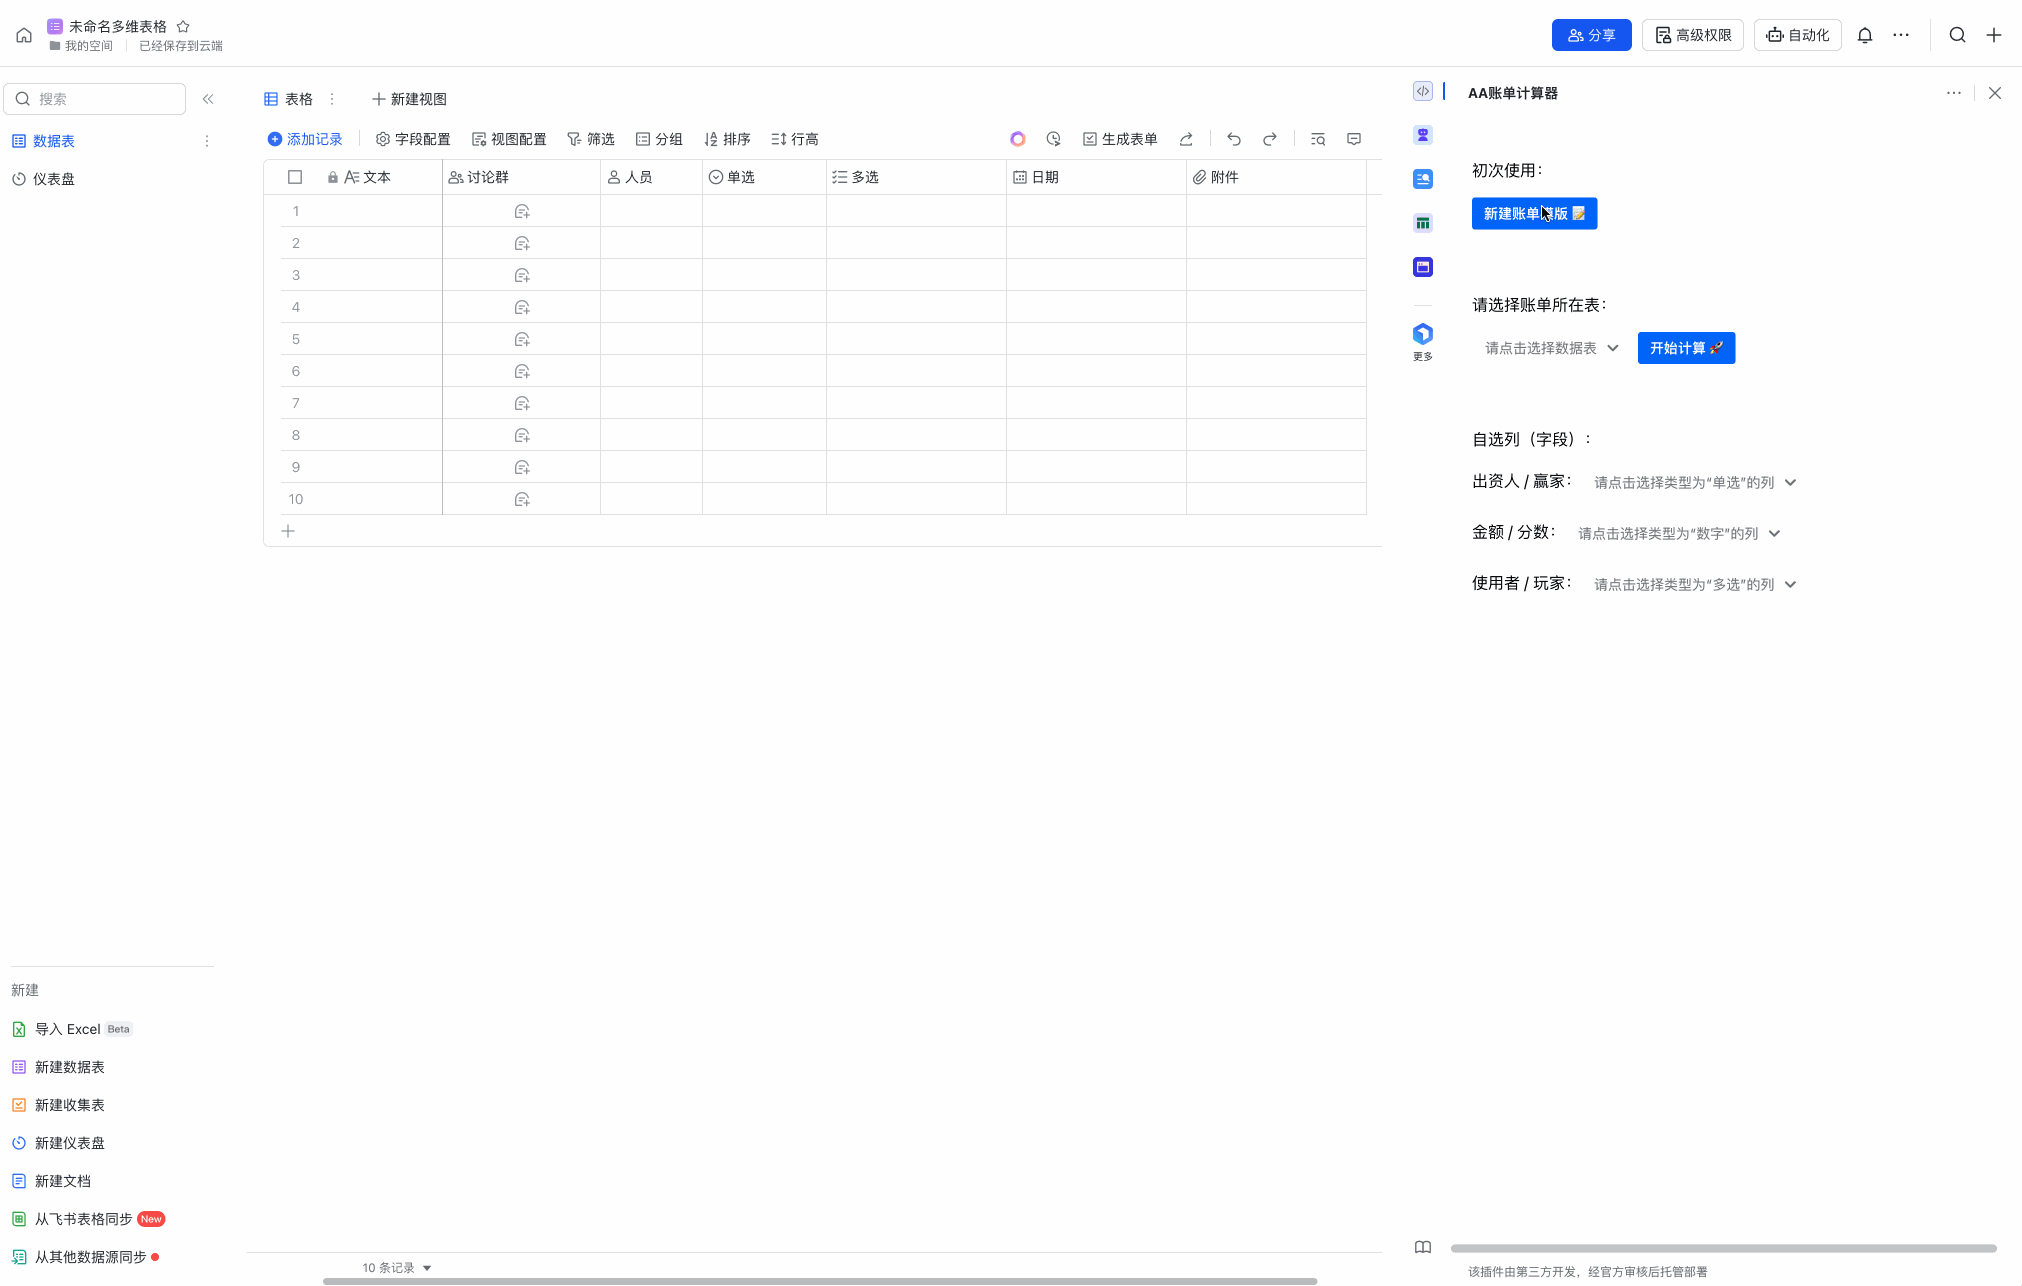 未命名多维表格
我的空间 已经保存到云端
分享 高级权限 自动化
搜索
数据表
仪表盘
新建
导入 Excel Beta
新建数据表
新建收集表
新建仪表盘
新建文档
从飞书表格同步 New
从其他数据源同步
表格 新建视图
添加记录 字段配置 视图配置 筛选 分组 排序 行高 生成表单
文本 讨论群 人员 单选 多选 日期 附件
1
2
3
4
5
6
7
8
9
10
10 条记录
更多
AA账单计算器
初次使用：
新建账单模版
请选择账单所在表：
请点击选择数据表 开始计算
自选列（字段）：
出资人 / 赢家： 请点击选择类型为“单选”的列
金额 / 分数： 请点击选择类型为“数字”的列
使用者 / 玩家： 请点击选择类型为“多选”的列
该插件由第三方开发，经官方审核后托管部署